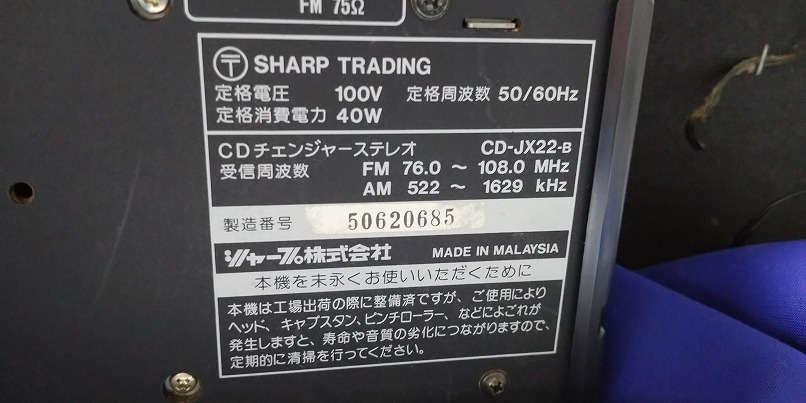 FM 75Ω
〒 SHARP TRADING
定格電圧 100V 定格周波数 50/60Hz
定格消費電力 40W
CDチェンジャーステレオ CD-JX22-B
受信周波数 FM 76.0 ~ 108.0 MHz
AM 522 ~ 1629 kHz
製造番号 50620685
シャープ株式会社 MADE IN MALAYSIA
本機を末永くお使いいただくために
本機は工場出荷の際に整備済ですが、ご使用により
ヘッド、キャプスタン、ピンチローラー、などによごれが
発生しますと、寿命や音質の劣化につながりますので、
定期的に清掃を行ってください。